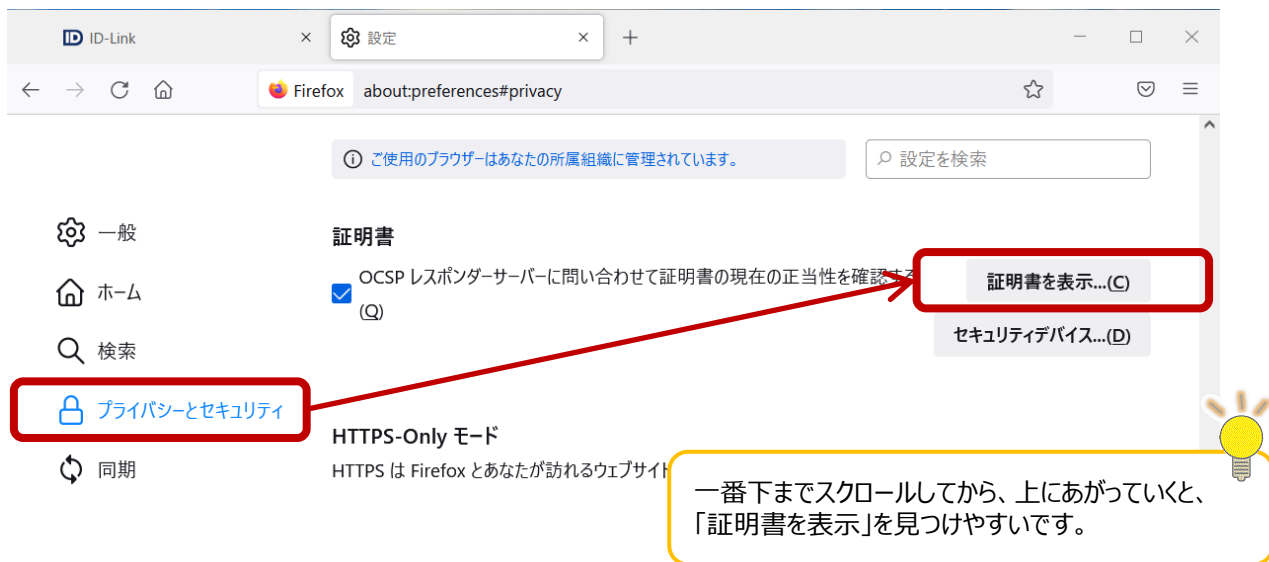 ID-Link
設定
Firefox about:preferences#privacy
ご使用のブラウザーはあなたの所属組織に管理されています。
設定を検索
一般
証明書
OCSP レスポンダーサーバーに問い合わせて証明書の現在の正当性を確認する
(Q)
証明書を表示...(C)
ホーム
セキュリティデバイス...(D)
検索
プライバシーとセキュリティ
HTTPS-Only モード
同期
HTTPS は Firefox とあなたが訪れるウェブサイト
一番下までスクロールしてから、上にあがっていくと、
「証明書を表示」を見つけやすいです。